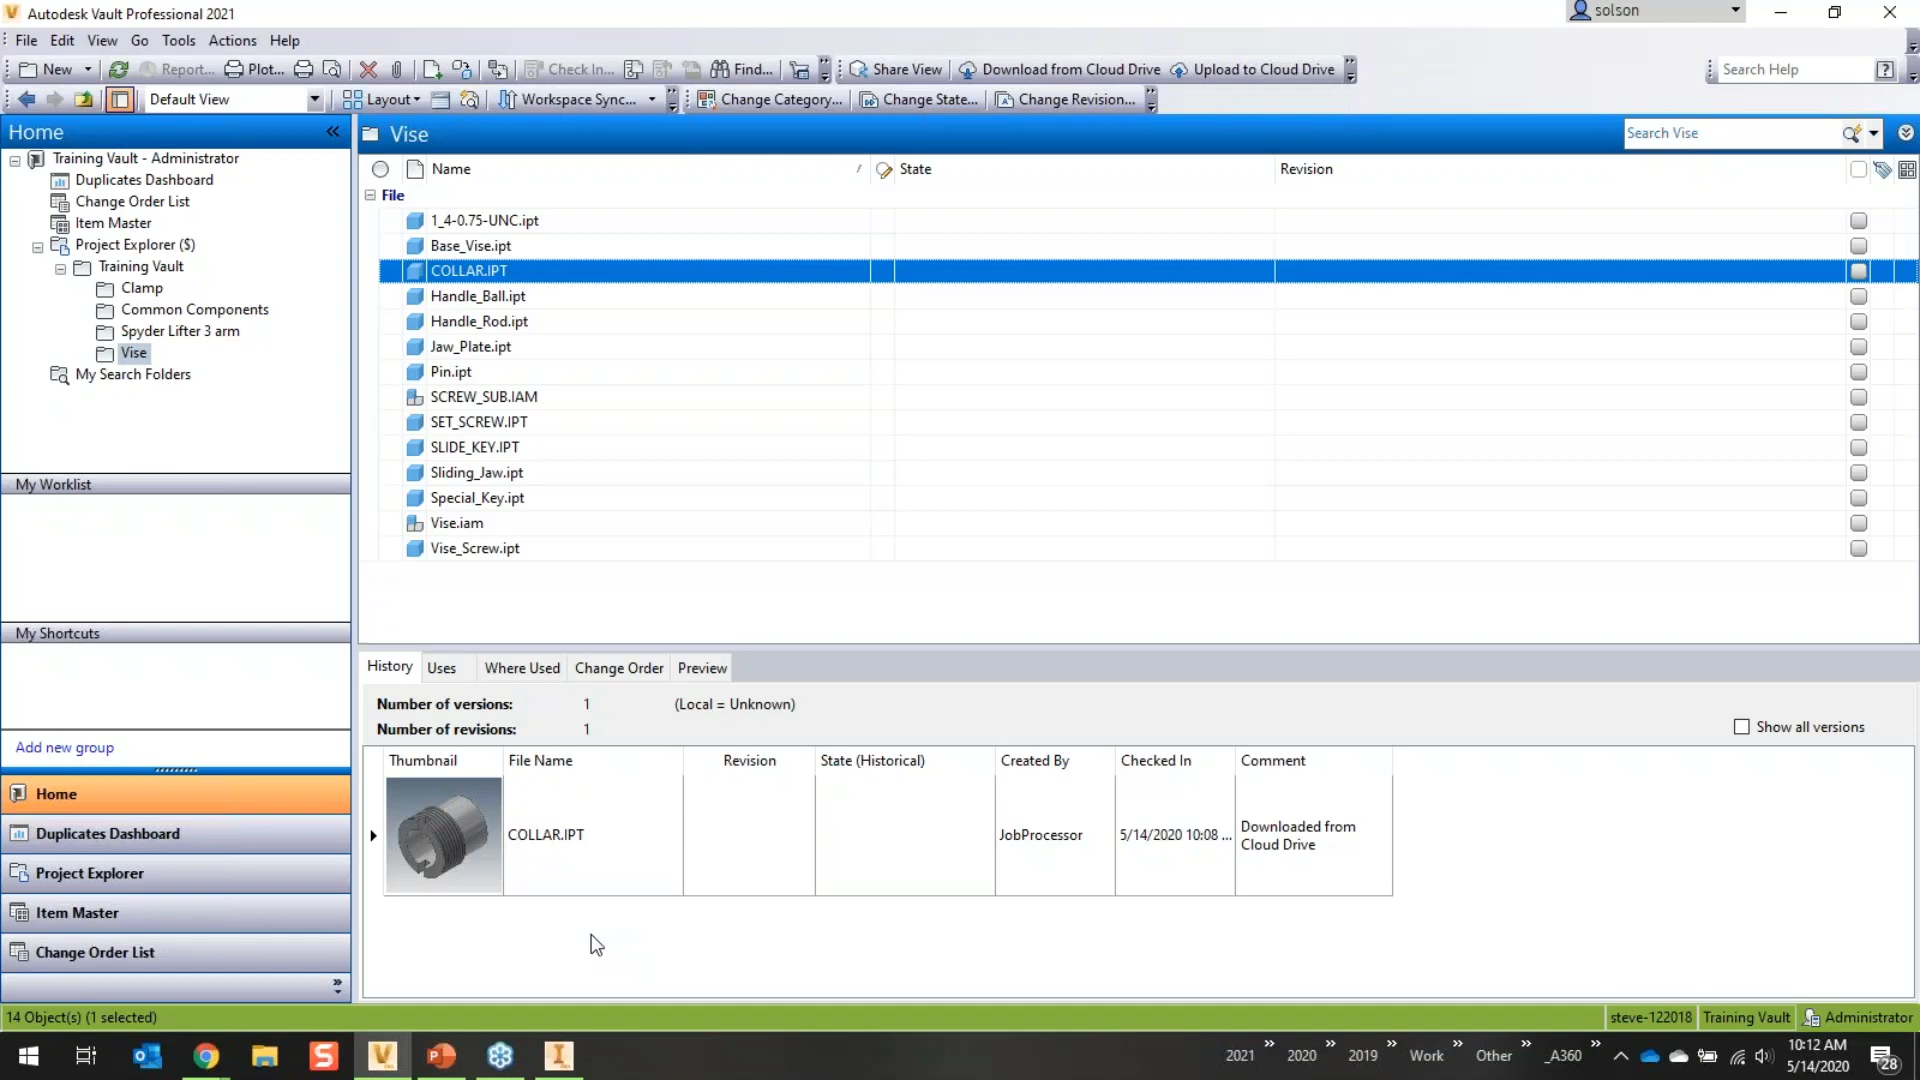 Autodesk Vault Professional 2021
solson
File Edit View Go Tools Actions Help
New Report... Plot... Check In... Find... Share View Download from Cloud Drive Upload to Cloud Drive Search Help
Default View Layout Workspace Sync... Change Category... Change State... Change Revision...
Home
Training Vault - Administrator
Duplicates Dashboard
Change Order List
Item Master
Project Explorer ($)
Training Vault
Clamp
Common Components
Spyder Lifter 3 arm
Vise
My Search Folders
My Worklist
My Shortcuts
Add new group
Home
Duplicates Dashboard
Project Explorer
Item Master
Change Order List
Vise
Search Vise
Name State Revision
File
1_4-0.75-UNC.ipt
Base_Vise.ipt
COLLAR.IPT
Handle_Ball.ipt
Handle_Rod.ipt
Jaw_Plate.ipt
Pin.ipt
SCREW_SUB.IAM
SET_SCREW.IPT
SLIDE_KEY.IPT
Sliding_Jaw.ipt
Special_Key.ipt
Vise.iam
Vise_Screw.ipt
History Uses Where Used Change Order Preview
Number of versions: 1 (Local = Unknown)
Number of revisions: 1
Show all versions
Thumbnail File Name Revision State (Historical) Created By Checked In Comment
COLLAR.IPT JobProcessor 5/14/2020 10:08 ... Downloaded from
Cloud Drive
14 Object(s) (1 selected)
steve-122018 Training Vault Administrator
2021 2020 2019 Work Other _A360
10:12 AM
5/14/2020
28